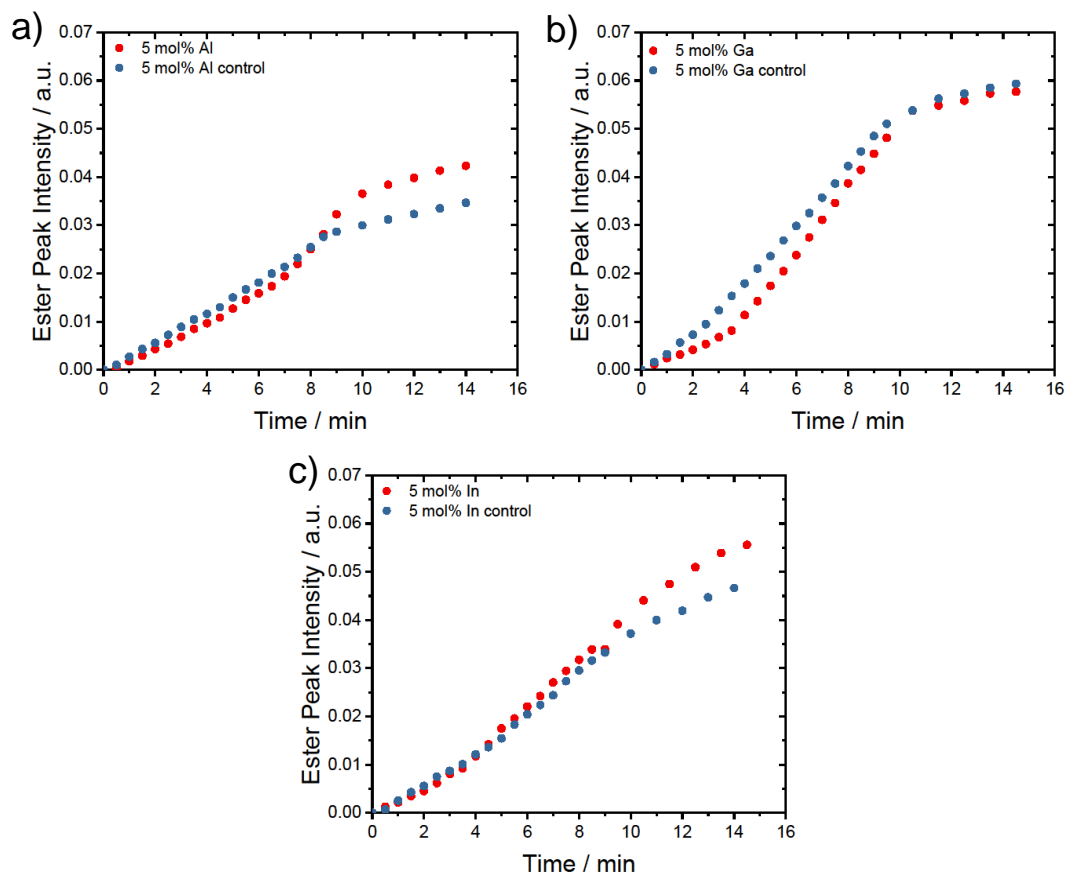 a)
5 mol% Al
5 mol% Al control
Ester Peak Intensity / a.u.
0.07
0.06
0.05
0.04
0.03
0.02
0.01
0.00
0 2 4 6 8 10 12 14 16
Time / min
b)
5 mol% Ga
5 mol% Ga control
Ester Peak Intensity / a.u.
0.07
0.06
0.05
0.04
0.03
0.02
0.01
0.00
0 2 4 6 8 10 12 14 16
Time / min
c)
5 mol% In
5 mol% In control
Ester Peak Intensity / a.u.
0.07
0.06
0.05
0.04
0.03
0.02
0.01
0.00
0 2 4 6 8 10 12 14 16
Time / min